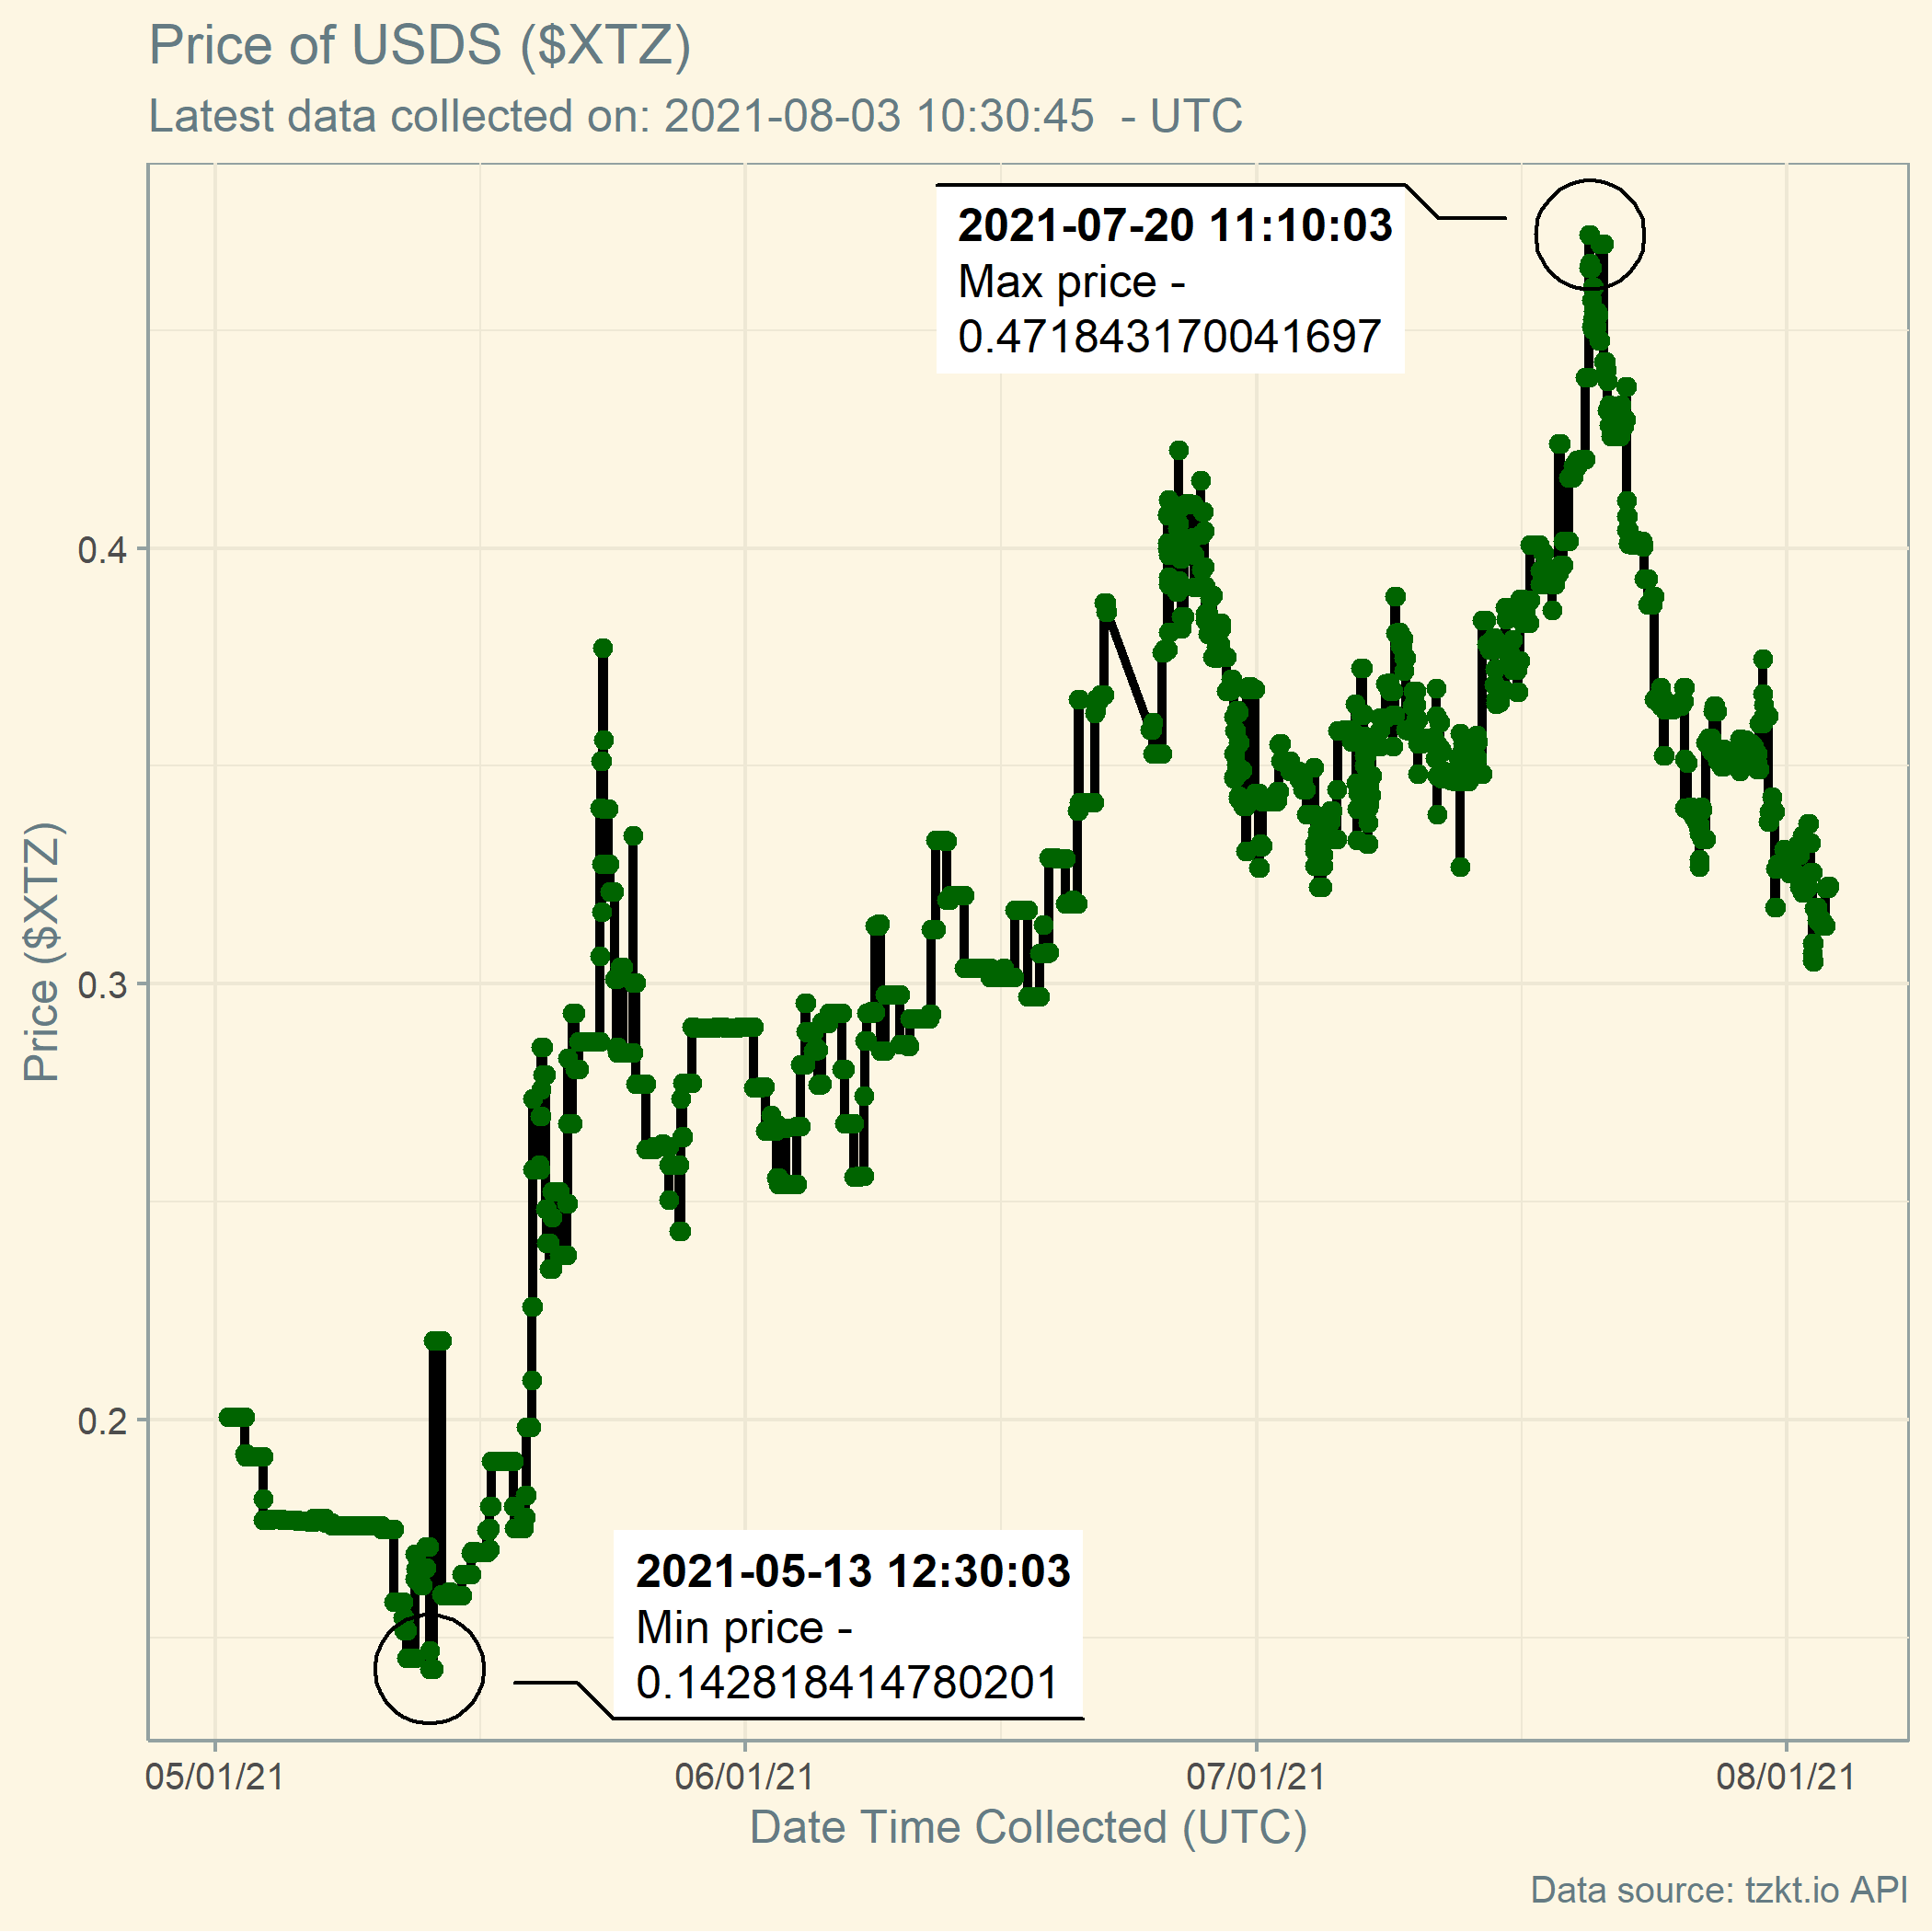 Price of USDS ($XTZ)
Latest data collected on: 2021-08-03 10:30:45  - UTC
2021-07-20 11:10:03
Max price -
0.471843170041697
0.4
0.3
0.2
Price ($XTZ)
2021-05-13 12:30:03
Min price -
0.142818414780201
05/01/21
06/01/21
07/01/21
08/01/21
Date Time Collected (UTC)
Data source: tzkt.io API